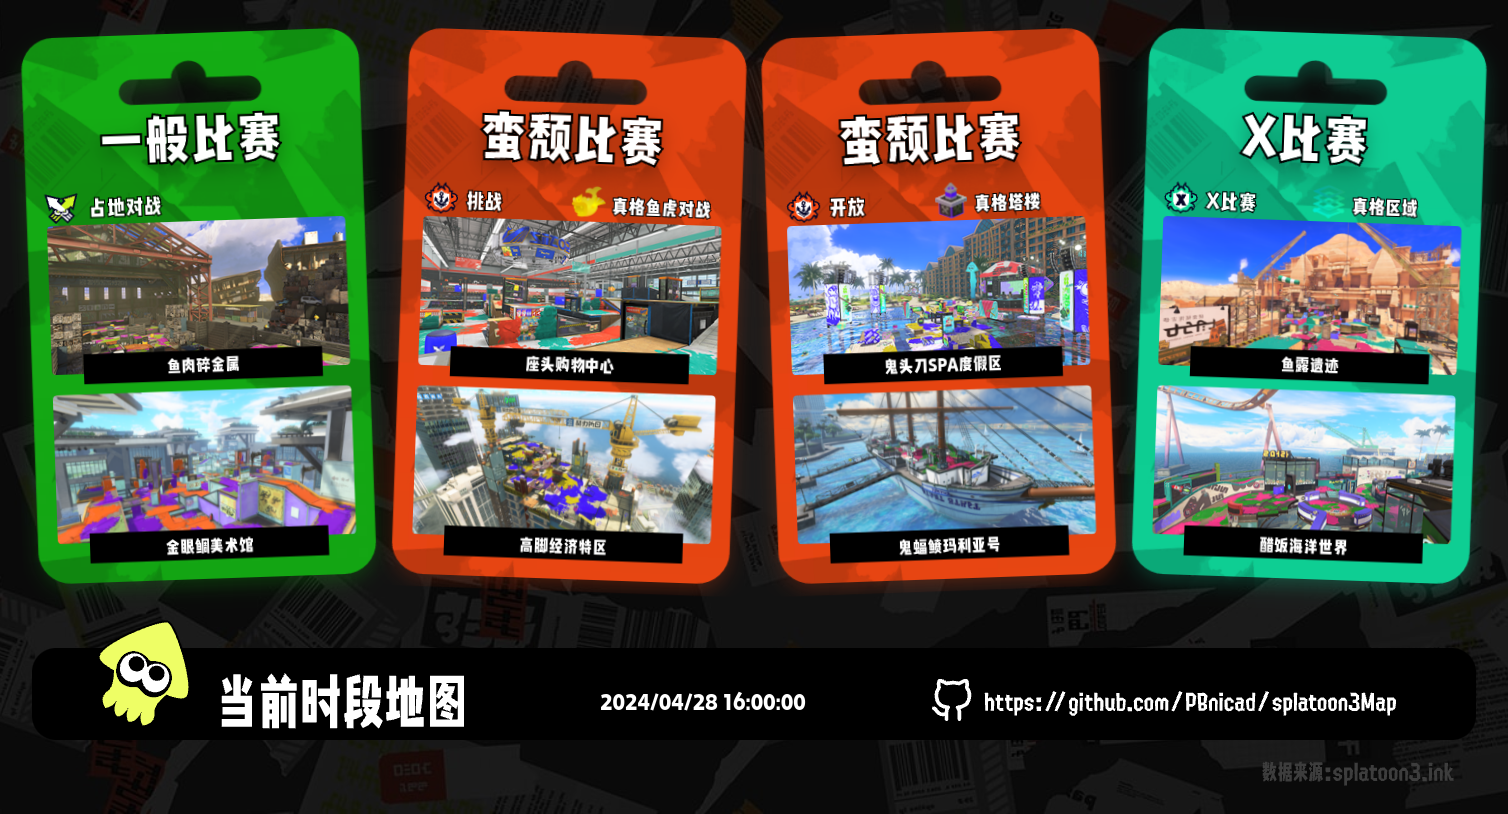 一般比赛
占地对战
鱼肉碎金属
金眼鲷美术馆
蛮颓比赛
挑战
真格鱼虎对战
座头购物中心
高脚经济特区
蛮颓比赛
开放
真格塔楼
鬼头刀SPA度假区
鬼蝠鲼玛利亚号
X比赛
X比赛
真格区域
鱼露遗迹
醋饭海洋世界
当前时段地图
2024/04/28 16:00:00
https://github.com/PBnicad/splatoon3Map
数据来源:splatoon3.ink